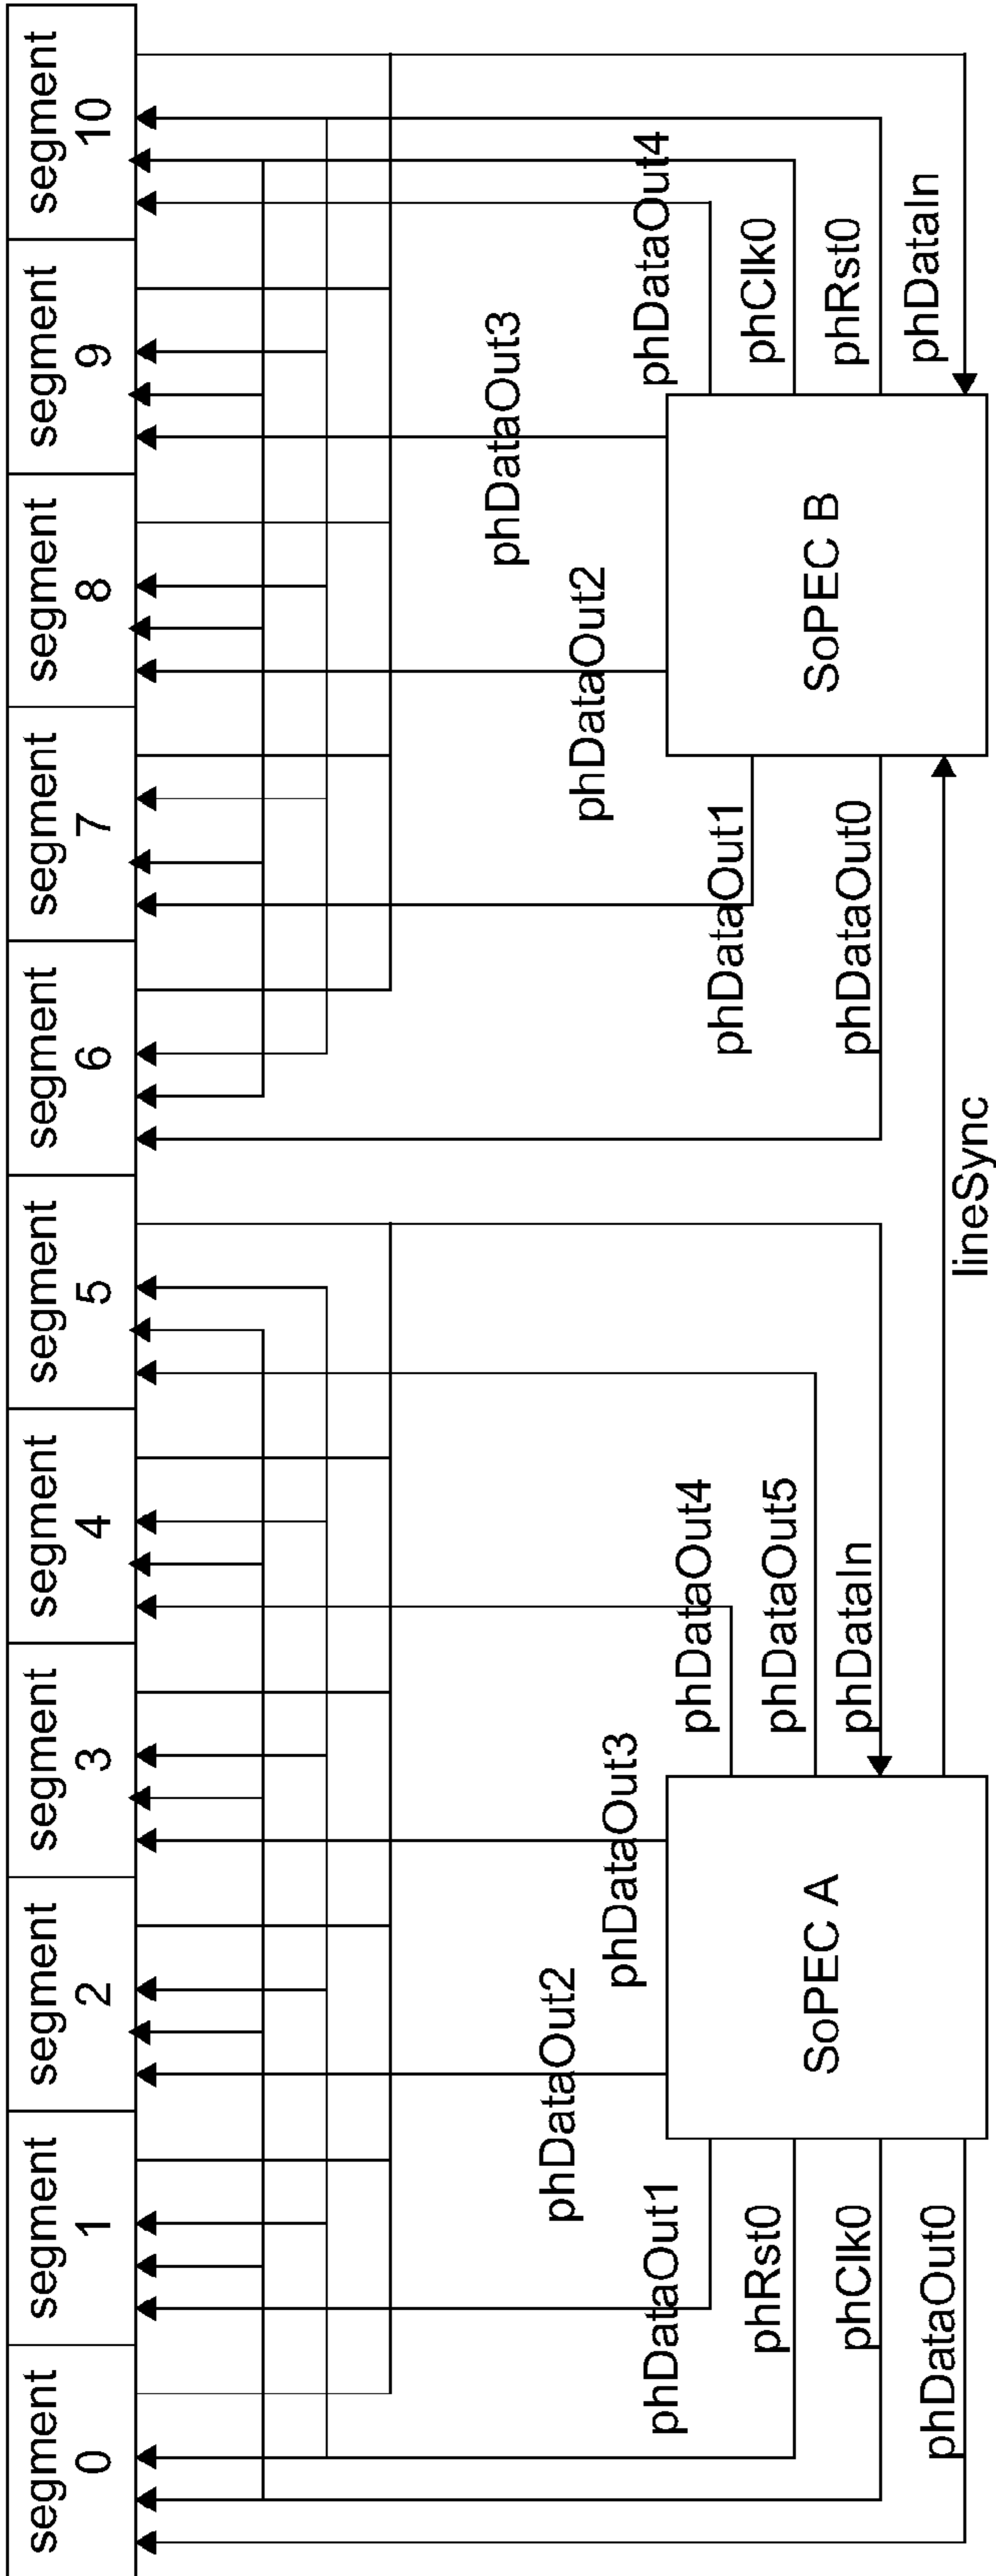 segment
0
segment
1
segment
2
segment
3
segment
4
segment
5
segment
6
segment
7
segment
8
segment
9
segment
10
phDataOut2
phDataOut3
phDataOut1
phRst0
phClk0
phDataOut0
SoPEC A
phDataOut4
phDataOut5
phDataIn
lineSync
phDataOut3
phDataOut2
phDataOut1
phDataOut0
SoPEC B
phDataOut4
phClk0
phRst0
phDataIn